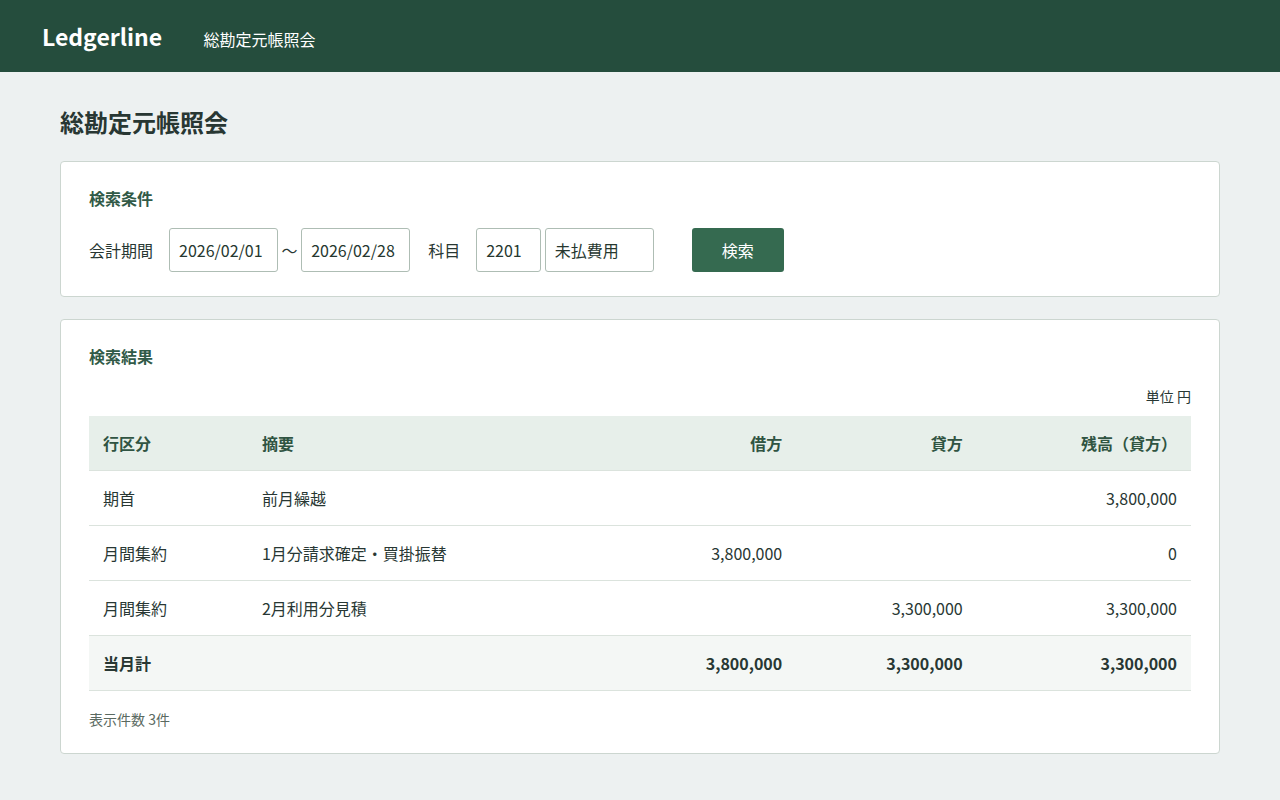 Ledgerline 総勘定元帳照会
総勘定元帳照会
検索条件
会計期間 2026/02/01 ～ 2026/02/28 科目 2201 未払費用 検索
検索結果
単位 円
行区分 摘要 借方 貸方 残高（貸方）
期首 前月繰越 3,800,000
月間集約 1月分請求確定・買掛振替 3,800,000 0
月間集約 2月利用分見積 3,300,000 3,300,000
当月計 3,800,000 3,300,000 3,300,000
表示件数 3件